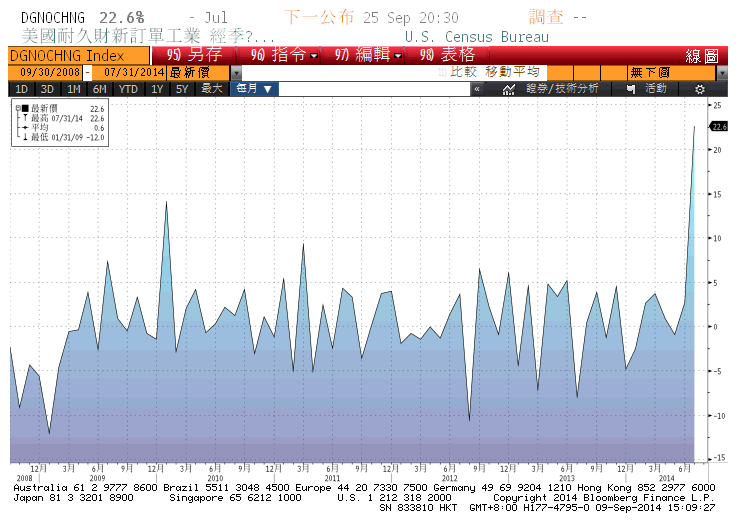 DGNOCHNG 22.6% - Jul 下一公布 25 Sep 20:30 調查 --
美國耐久財新訂單工業 經季?... U.S. Census Bureau
DGNOCHNG Index 95) 另存 96) 指令 97) 編輯 98) 表格 線圖
09/30/2008 - 07/31/2014 最新價 比較 移動平均 無下圖
1D 3D 1M 6M YTD 1Y 5Y 最大 每月 ▼ « 證券/技術分析 活動
最新價 22.6
最高 07/31/14 22.6
平均 0.6
最低 01/31/09 -12.0
25
22.6
20
15
10
5
0
-5
-10
-15
12月 3月 6月 9月 12月 3月 6月 9月 12月 3月 6月 9月 12月 3月 6月 9月 12月 3月 6月 9月 12月 3月 6月
2008 2009 2010 2011 2012 2013 2014
Australia 61 2 9777 8600 Brazil 5511 3048 4500 Europe 44 20 7330 7500 Germany 49 69 9204 1210 Hong Kong 852 2977 6000
Japan 81 3 3201 8900 Singapore 65 6212 1000 U.S. 1 212 318 2000 Copyright 2014 Bloomberg Finance L.P.
SN 833810 HKT GMT+8:00 H177-4795-0 09-Sep-2014 15:09:27